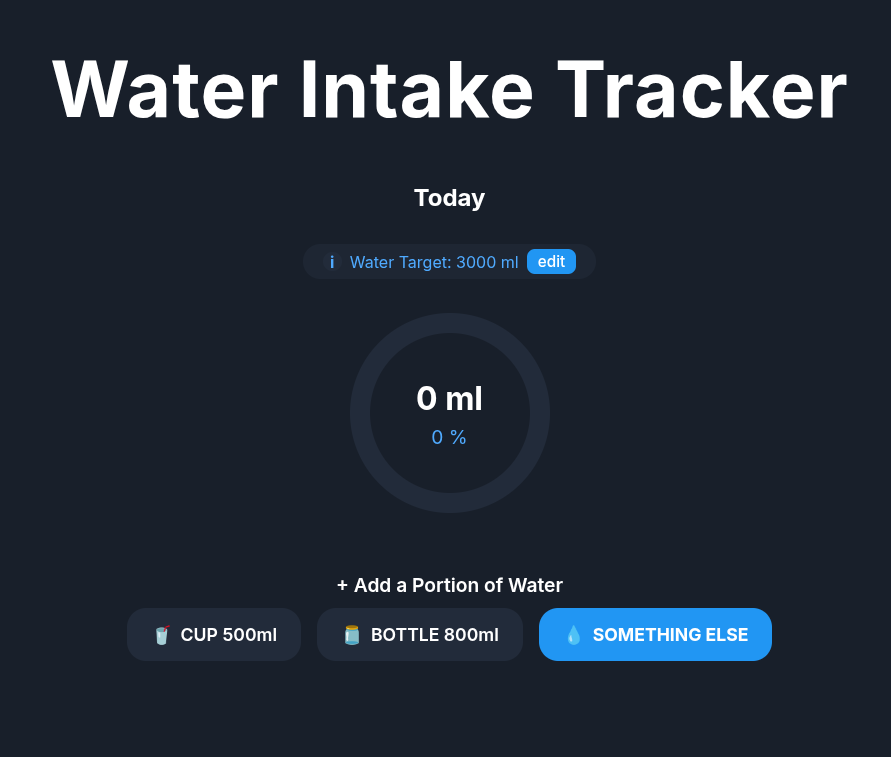 Water Intake Tracker
Today
i Water Target: 3000 ml edit
0 ml
0 %
+ Add a Portion of Water
CUP 500ml BOTTLE 800ml SOMETHING ELSE